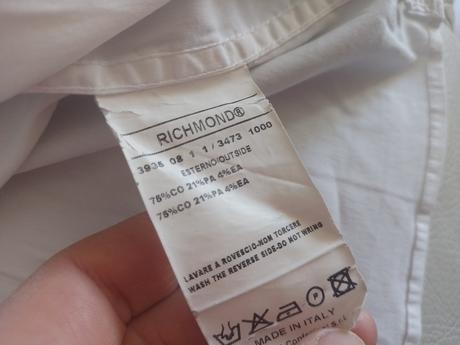 RICHMOND®
3935 08 1 1 / 3473 1000
ESTERNO/OUTSIDE
75%CO 21%PA 4%EA
75%CO 21%PA 4%EA
LAVARE A ROVESCIO-NON TORCERE
WASH THE REVERSE SIDE-DO NOT WRING
P
MADE IN ITALY